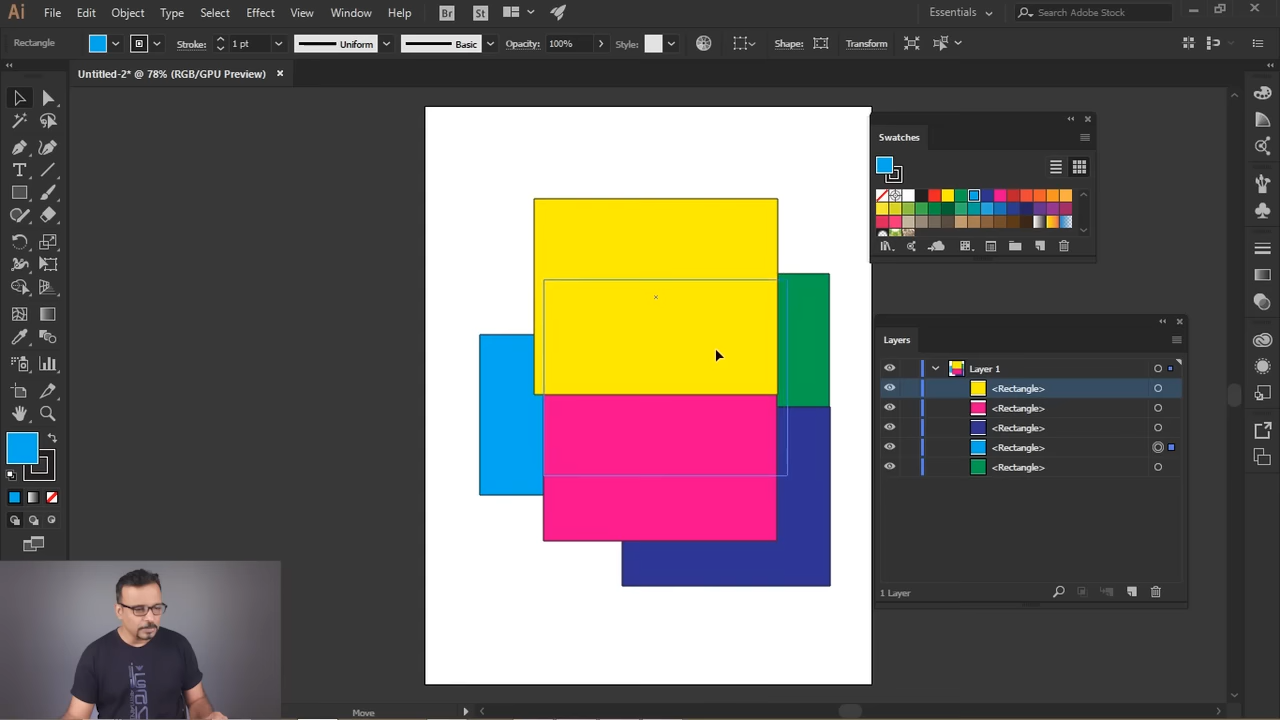 Ai File Edit Object Type Select Effect View Window Help Br St Essentials Search Adobe Stock
Rectangle Stroke: 1 pt Uniform Basic Opacity: 100% Style: Shape: Transform
Untitled-2* @ 78% (RGB/GPU Preview)
Swatches
Layers
Layer 1
<Rectangle>
<Rectangle>
<Rectangle>
<Rectangle>
<Rectangle>
1 Layer
Move